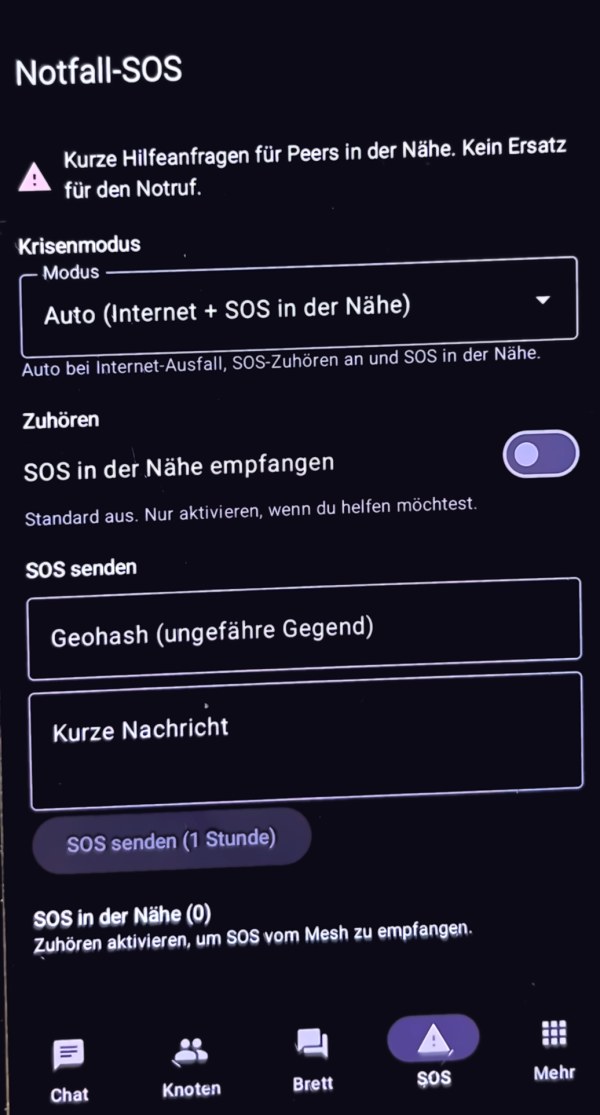 Notfall-SOS
Kurze Hilfeanfragen für Peers in der Nähe. Kein Ersatz
für den Notruf.
Krisenmodus
Modus
Auto (Internet + SOS in der Nähe)
Auto bei Internet-Ausfall, SOS-Zuhören an und SOS in der Nähe.
Zuhören
SOS in der Nähe empfangen
Standard aus. Nur aktivieren, wenn du helfen möchtest.
SOS senden
Geohash (ungefähre Gegend)
Kurze Nachricht
SOS senden (1 Stunde)
SOS in der Nähe (0)
Zuhören aktivieren, um SOS vom Mesh zu empfangen.
Chat
Knoten
Brett
SOS
Mehr